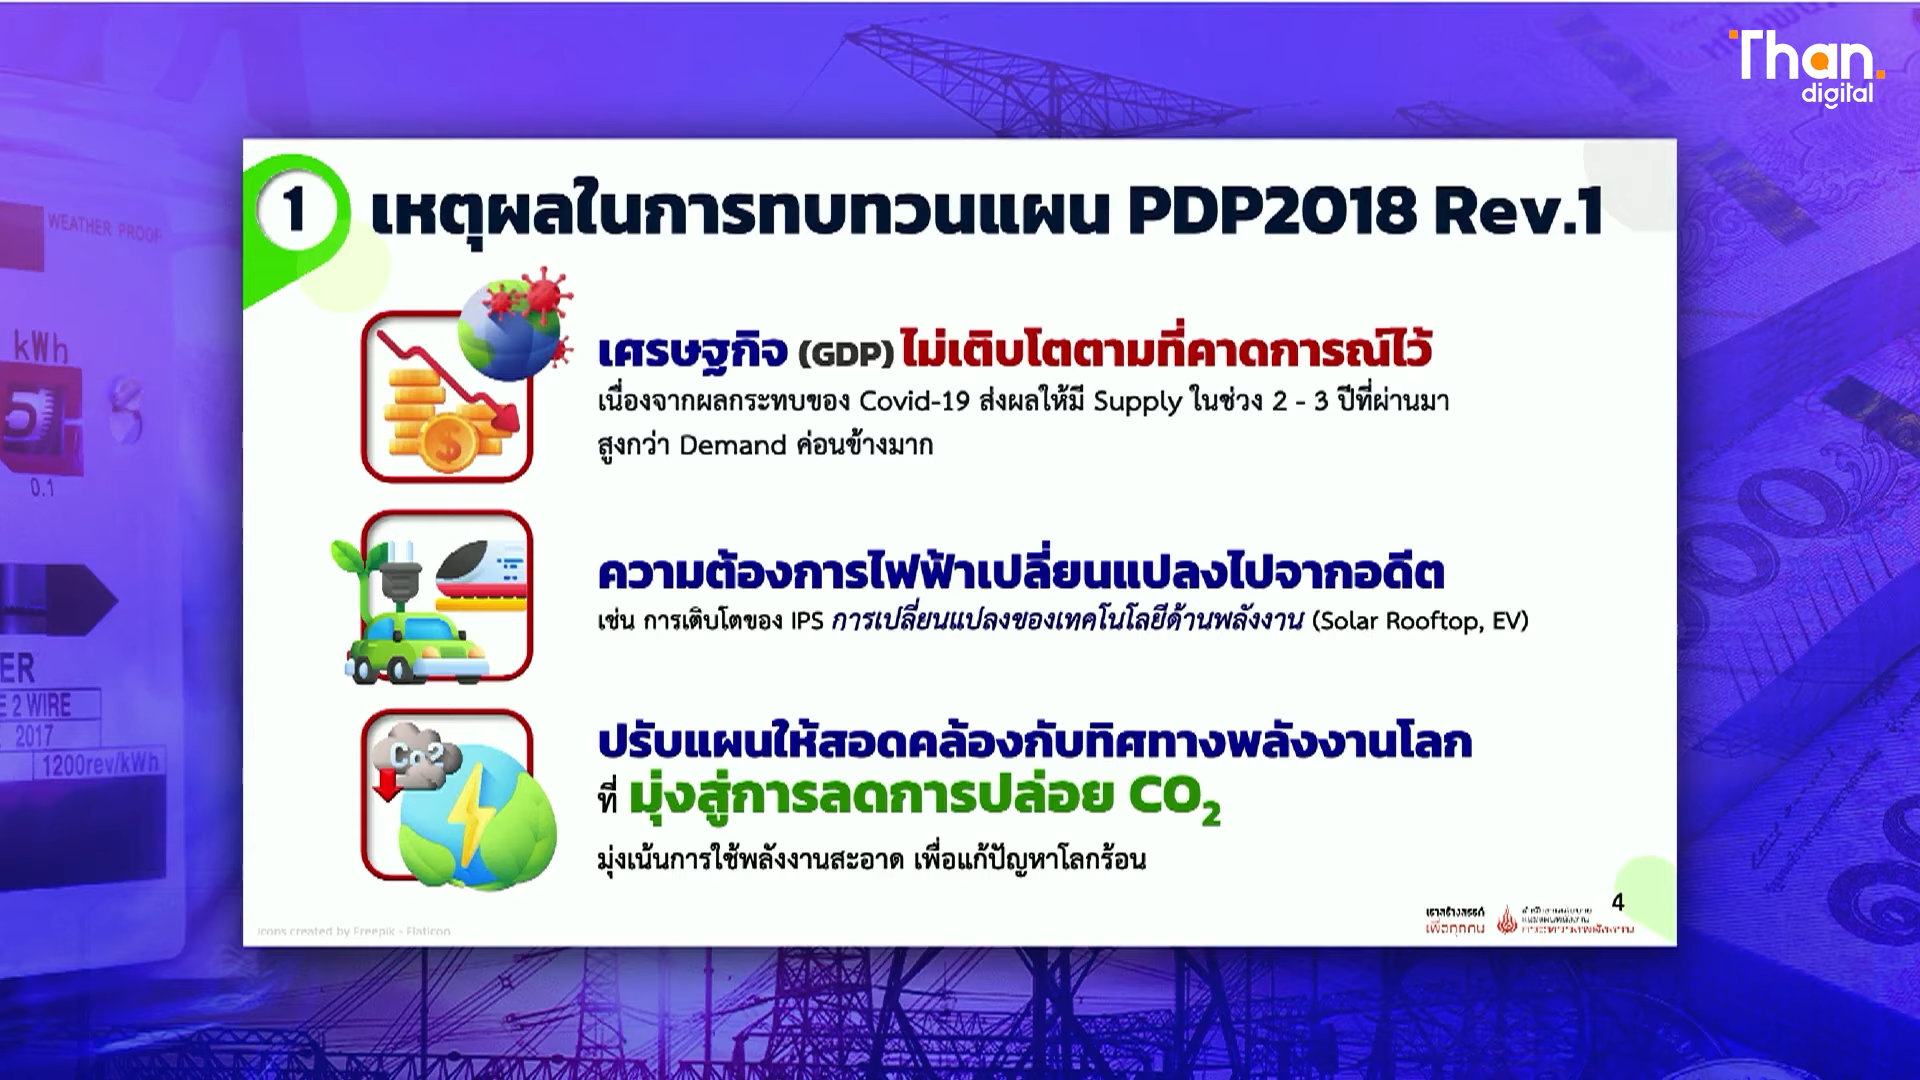 Than.
digital
1
เหตุผลในการทบทวนแผน PDP2018 Rev.1
เศรษฐกิจ (GDP) ไม่เติบโตตามที่คาดการณ์ไว้
เนื่องจากผลกระทบของ Covid-19 ส่งผลให้มี Supply ในช่วง 2 - 3 ปีที่ผ่านมา
สูงกว่า Demand ค่อนข้างมาก
ความต้องการไฟฟ้าเปลี่ยนแปลงไปจากอดีต
เช่น การเติบโตของ IPS การเปลี่ยนแปลงของเทคโนโลยีด้านพลังงาน (Solar Rooftop, EV)
Co2
ปรับแผนให้สอดคล้องกับทิศทางพลังงานโลก
ที่ มุ่งสู่การลดการปล่อย CO₂
มุ่งเน้นการใช้พลังงานสะอาด เพื่อแก้ปัญหาโลกร้อน
4
icons created by Freepik - Flaticon
WEATHER PROOF
kWh
5
0.1
ER
E 2 WIRE
2017
1200rev/kWh